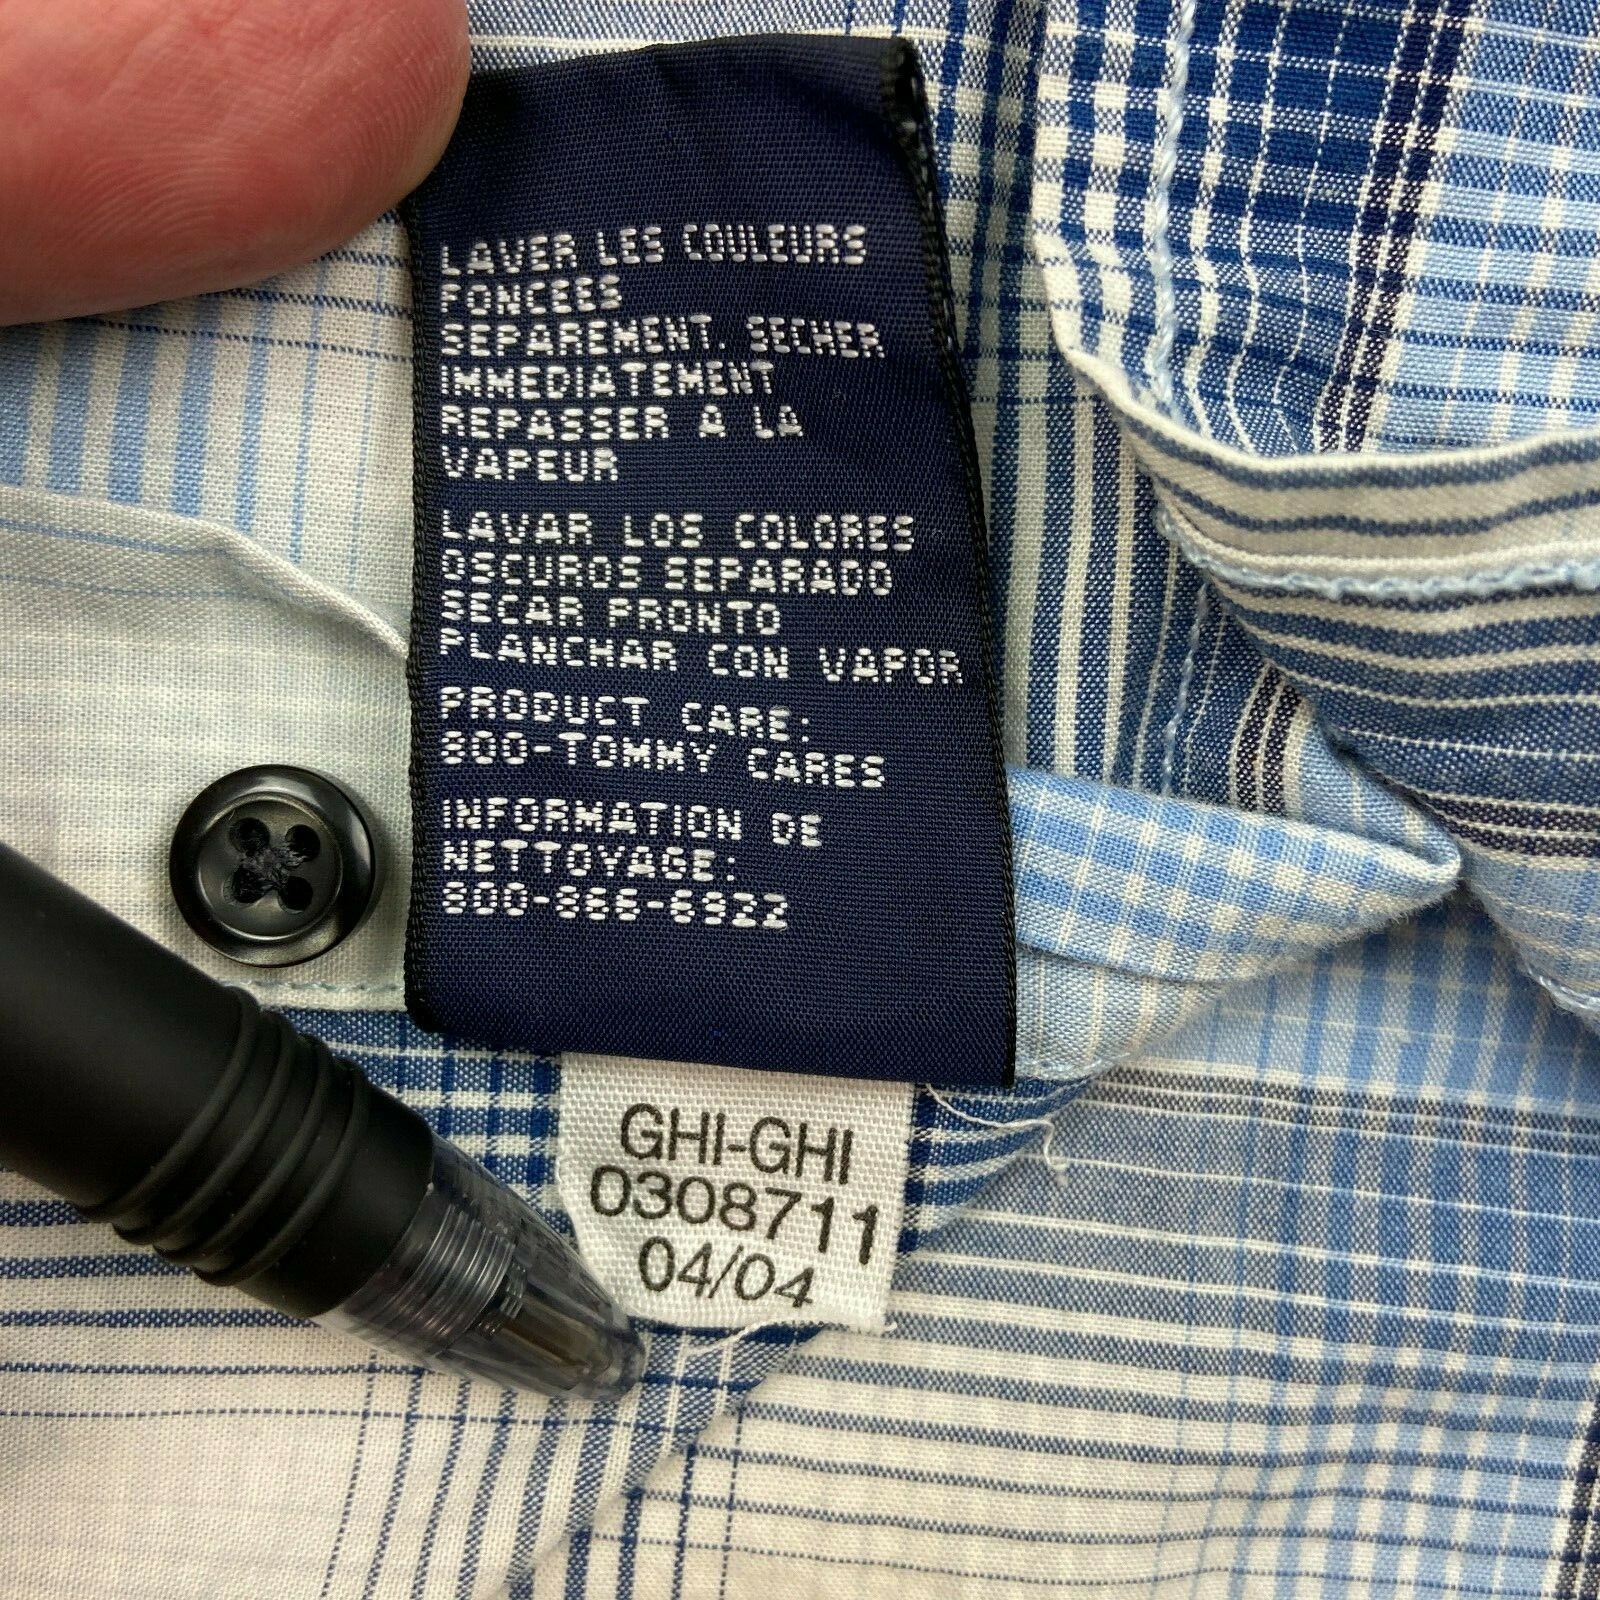 LAVER LES COULEURS
FONCEES
SEPAREMENT. SECHER
IMMEDIATEMENT
REPASSER A LA
VAPEUR
LAVAR LOS COLORES
OSCUROS SEPARADO
SECAR PRONTO
PLANCHAR CON VAPOR
PRODUCT CARE:
800-TOMMY CARES
INFORMATION DE
NETTOYAGE:
800-866-6922
GHI-GHI
0308711
04/04